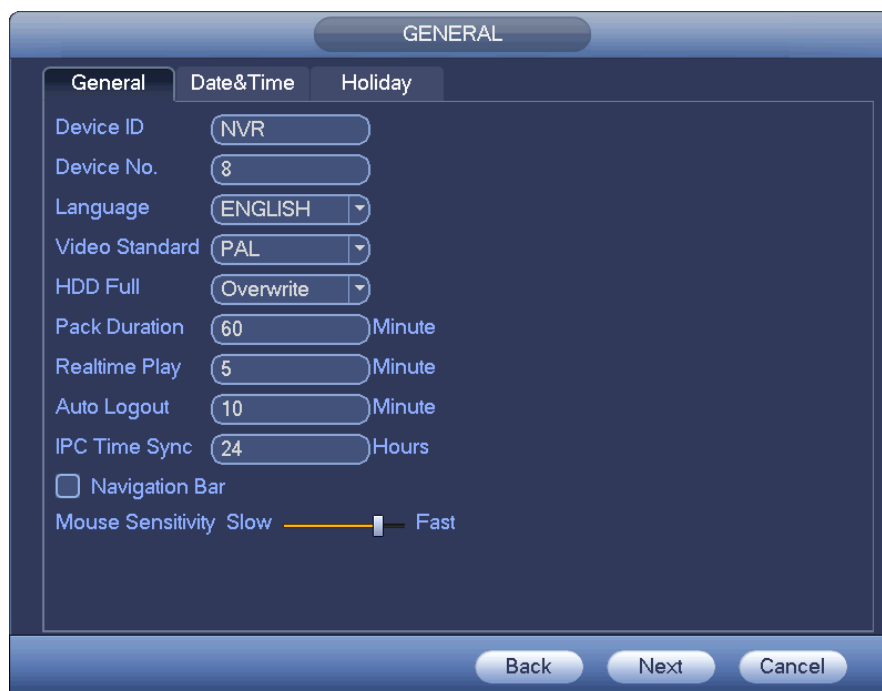 GENERAL
General Date&Time Holiday
Device ID NVR
Device No. 8
Language ENGLISH
Video Standard PAL
HDD Full Overwrite
Pack Duration 60 Minute
Realtime Play 5 Minute
Auto Logout 10 Minute
IPC Time Sync 24 Hours
Navigation Bar
Mouse Sensitivity Slow Fast
Back Next Cancel